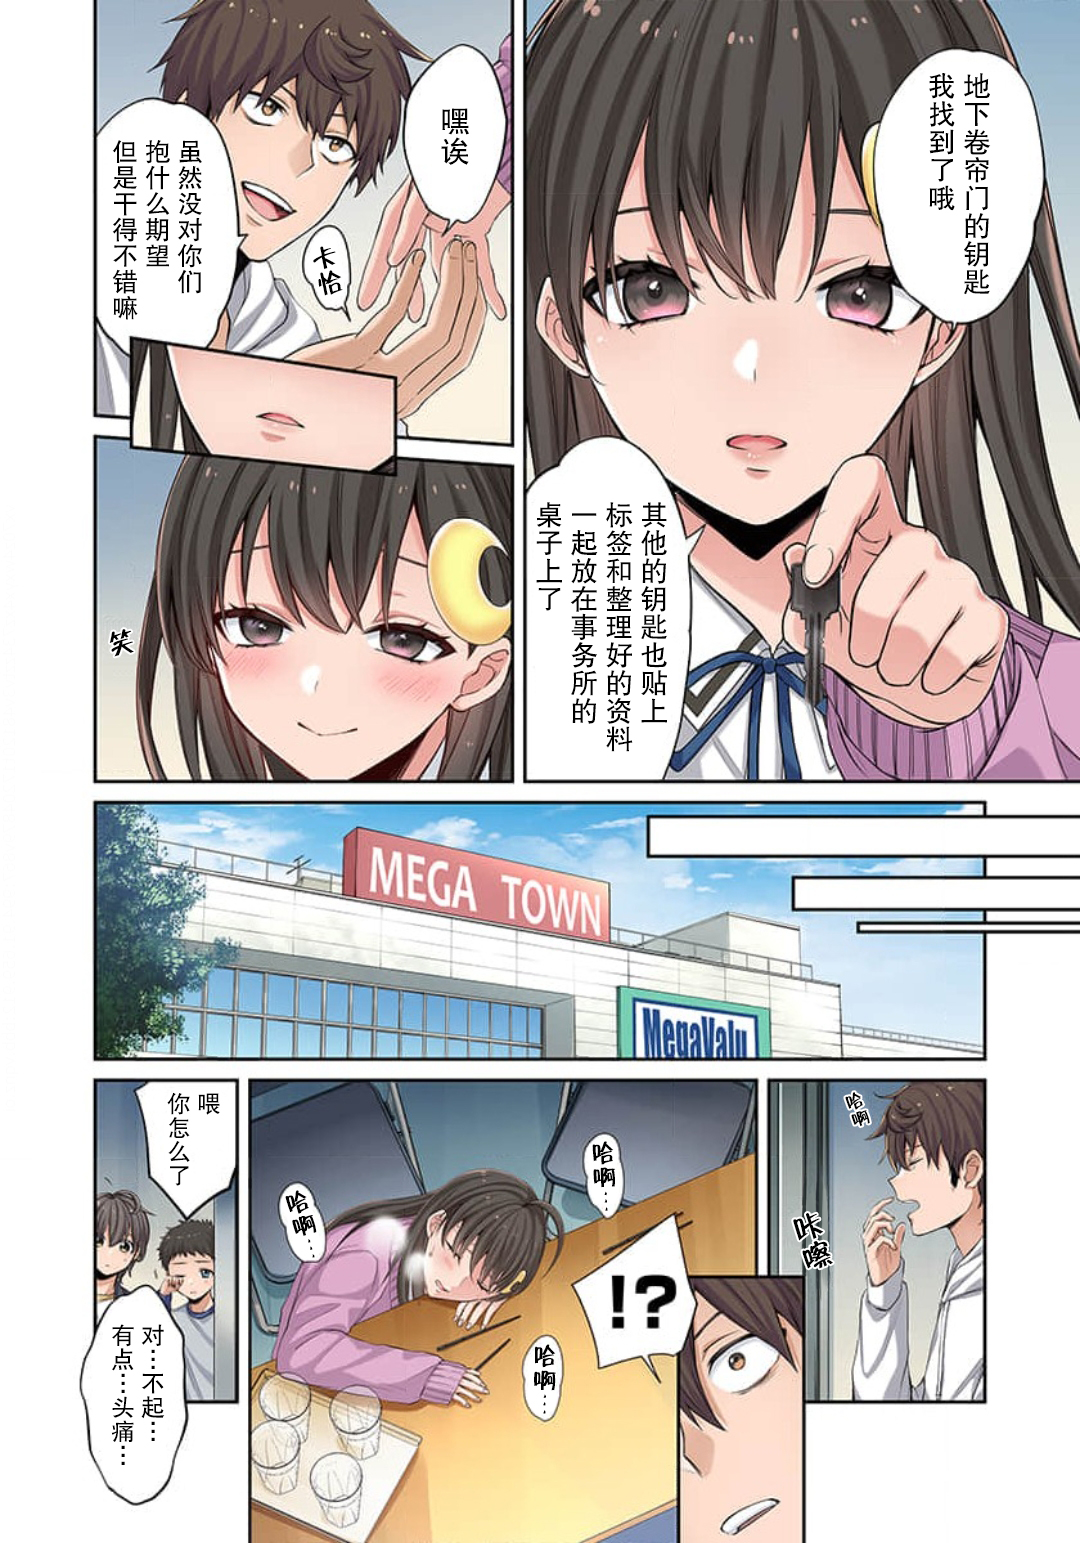 地下卷帘门的钥匙
我找到了哦
其他的钥匙也贴上
标签和整理好的资料
一起放在事务所的
桌子上了
嘿诶
卡恰
虽然没对你们
抱什么期望
但是干得不错嘛
笑
MEGA TOWN
MegaValu
哈啊
咔嚓
哈啊…
哈啊…
哈啊…
!?
喂
你怎么了
对…不起…
有点…头痛…